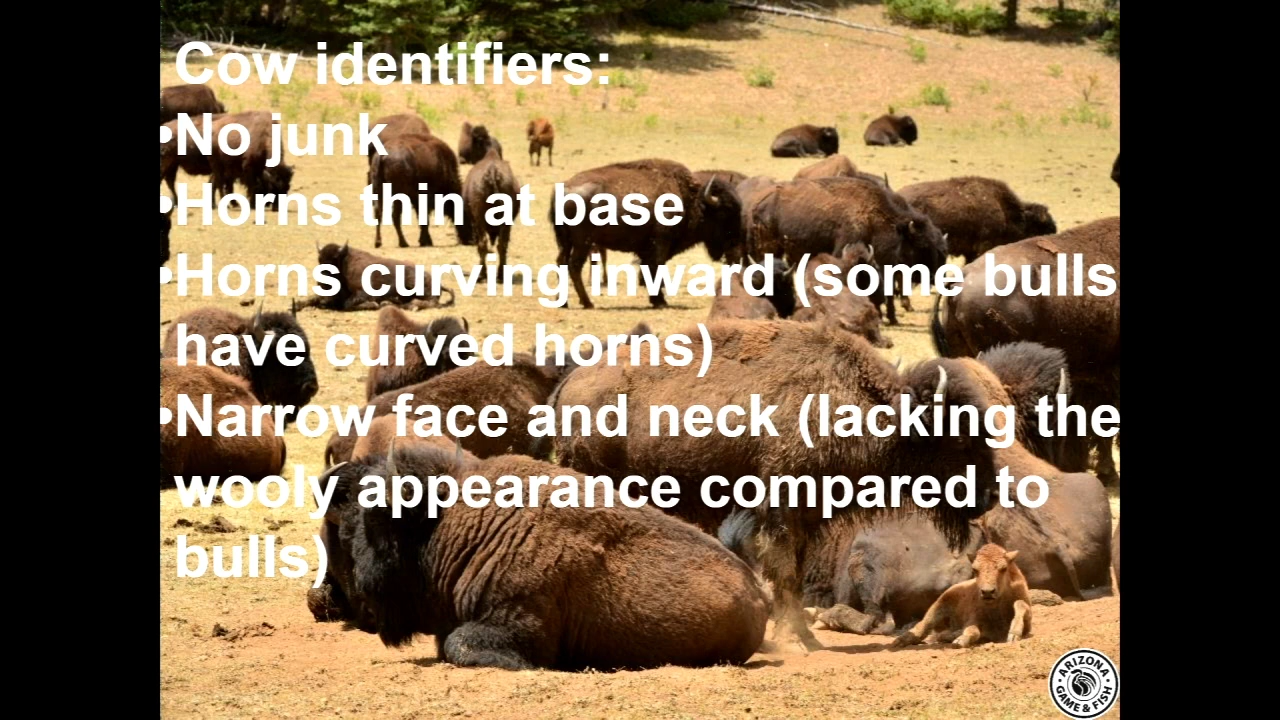 Cow identifiers:
•No junk
•Horns thin at base
•Horns curving inward (some bulls
have curved horns)
•Narrow face and neck (lacking the
wooly appearance compared to
bulls)
ARIZONA
GAME & FISH